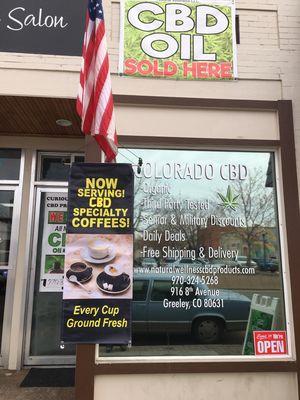 Salon
CBD
OIL
SOLD HERE
CURIOUS
CBD
NOW
SERVING!
CBD
SPECIALTY
COFFEES!
Every Cup
Ground Fresh
COLORADO CBD
- Organic
- Third Party Tested
- Senior & Military Discounts
- Daily Deals
- Free Shipping & Delivery
www.naturalwellnesscbdproducts.com
970-324-5268
916 8th Avenue
Greeley, CO 80631
OPEN